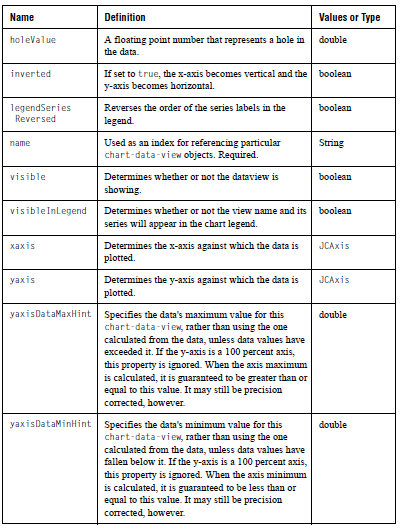 Name Definition Values or Type
holeValue A floating point number that represents a hole in double
the data.
inverted If set to true, the x-axis becomes vertical and the boolean
y-axis becomes horizontal.
legendSeries Reverses the order of the series labels in the boolean
Reversed legend.
name Used as an index for referencing particular String
chart-data-view objects. Required.
visible Determines whether or not the dataview is boolean
showing.
visibleInLegend Determines whether or not the view name and its boolean
series will appear in the chart legend.
xaxis Determines the x-axis against which the data is JCAxis
plotted.
yaxis Determines the y-axis against which the data is JCAxis
plotted.
yaxisDataMaxHint Specifies the data's maximum value for this double
chart-data-view, rather than using the one
calculated from the data, unless data values have
exceeded it. If the y-axis is a 100 percent axis,
this property is ignored. When the axis maximum
is calculated, it is guaranteed to be greater than or
equal to this value. It may still be precision
corrected, however.
yaxisDataMinHint Specifies the data's minimum value for this double
chart-data-view, rather than using the one
calculated from the data, unless data values have
fallen below it. If the y-axis is a 100 percent axis,
this property is ignored. When the axis minimum
is calculated, it is guaranteed to be less than or
equal to this value. It may still be precision
corrected, however.